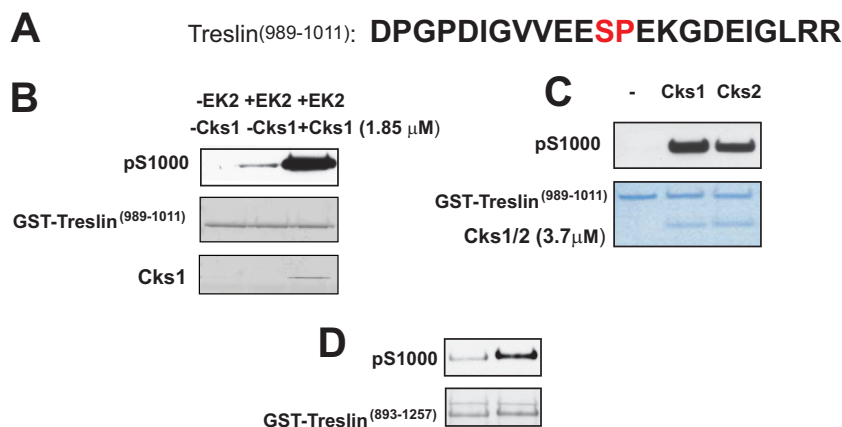 A
Treslin(989-1011): DPGPDIGVVEESPEKGDEIGLRR
B
-EK2 +EK2 +EK2
-Cks1 -Cks1+Cks1 (1.85 μM)
pS1000
GST-Treslin(989-1011)
Cks1
C
- Cks1 Cks2
pS1000
GST-Treslin(989-1011)
Cks1/2 (3.7μM)
D
pS1000
GST-Treslin(893-1257)